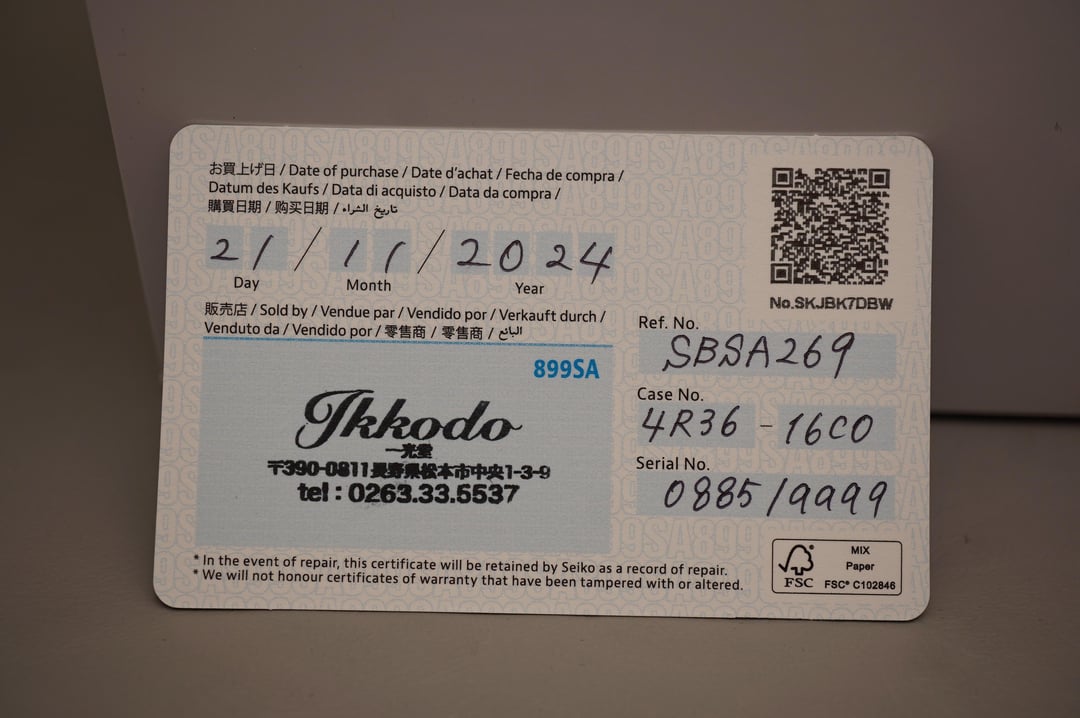 お買上げ日 / Date of purchase / Date d'achat / Fecha de compra /
Datum des Kaufs / Data di acquisto / Data da compra /
購買日期 / 购买日期 / تاريخ الشراء
21 / 11 / 2024
Day Month Year
販売店 / Sold by / Vendue par / Vendido por / Verkauft durch /
Venduto da / Vendido por / 零售商 / 零售商 / البائع
899SA
Ikkodo
一光堂
〒390-0811長野県松本市中央1-3-9
tel : 0263.33.5537
No.SKJBK7DBW
Ref. No.
SBSA269
Case No.
4R36 - 16C0
Serial No.
0885/9999
* In the event of repair, this certificate will be retained by Seiko as a record of repair.
* We will not honour certificates of warranty that have been tampered with or altered.
FSC®
MIX
Paper
FSC® C102846